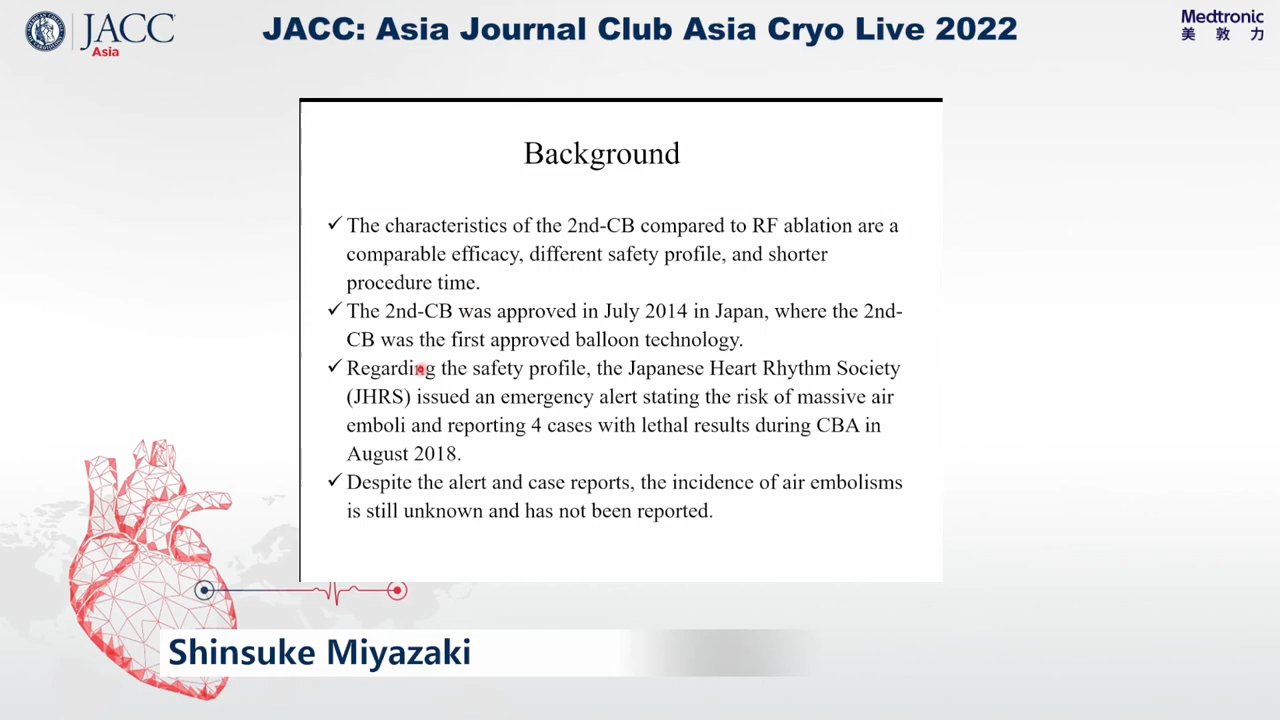 JACC
Asia
JACC: Asia Journal Club Asia Cryo Live 2022
Medtronic
美敦力
Background
✓ The characteristics of the 2nd-CB compared to RF ablation are a
comparable efficacy, different safety profile, and shorter
procedure time.
✓ The 2nd-CB was approved in July 2014 in Japan, where the 2nd-
CB was the first approved balloon technology.
✓ Regarding the safety profile, the Japanese Heart Rhythm Society
(JHRS) issued an emergency alert stating the risk of massive air
emboli and reporting 4 cases with lethal results during CBA in
August 2018.
✓ Despite the alert and case reports, the incidence of air embolisms
is still unknown and has not been reported.
Shinsuke Miyazaki